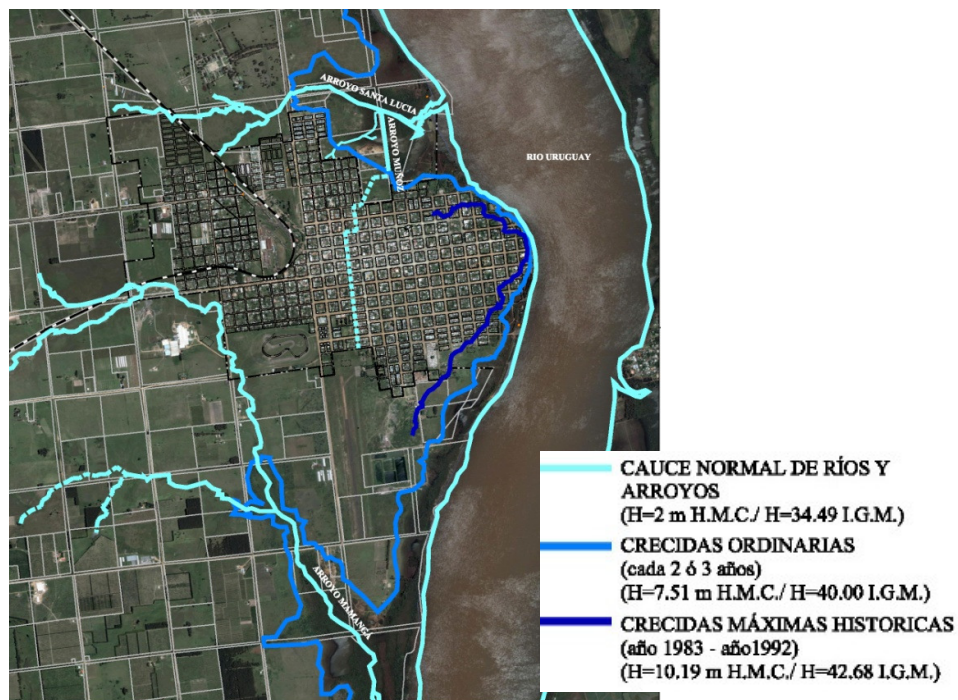 ARROYO SANTA LUCIA
ARROYO MUÑOZ
RIO URUGUAY
ARROYO MAMANGÁ
CAUCE NORMAL DE RÍOS Y
ARROYOS
(H=2 m H.M.C./ H=34.49 I.G.M.)
CRECIDAS ORDINARIAS
(cada 2 ó 3 años)
(H=7.51 m H.M.C./ H=40.00 I.G.M.)
CRECIDAS MÁXIMAS HISTORICAS
(año 1983 - año1992)
(H=10.19 m H.M.C./ H=42.68 I.G.M.)